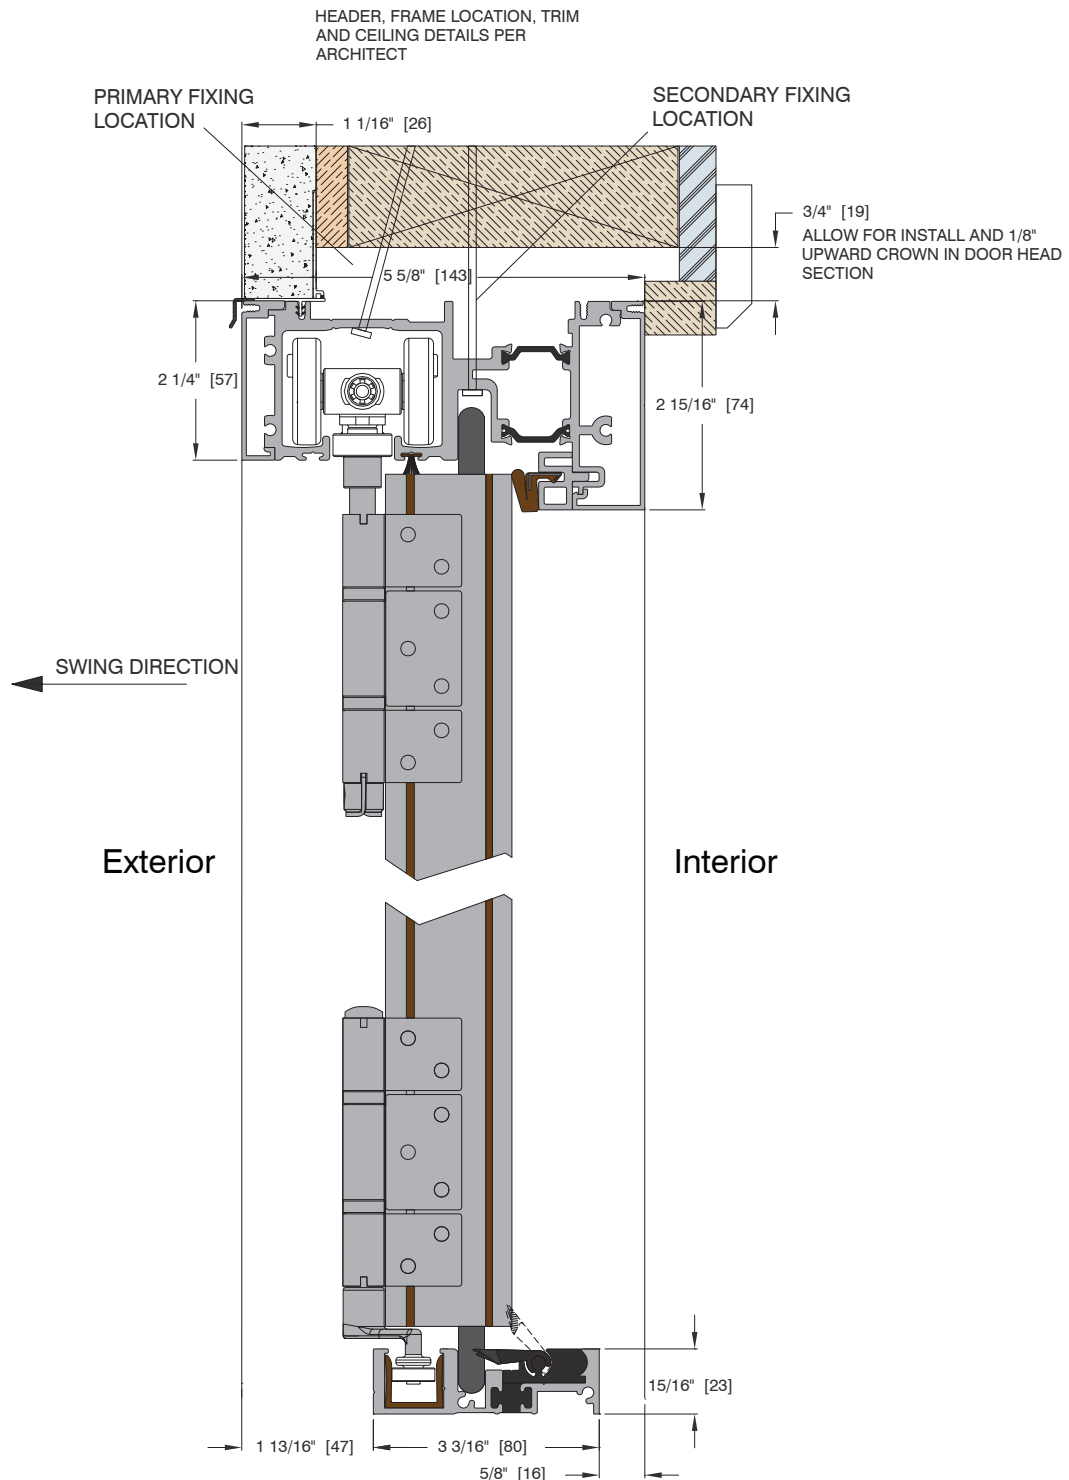 HEADER, FRAME LOCATION, TRIM
AND CEILING DETAILS PER
ARCHITECT
PRIMARY FIXING
LOCATION
SECONDARY FIXING
LOCATION
1 1/16" [26]
3/4" [19]
ALLOW FOR INSTALL AND 1/8"
UPWARD CROWN IN DOOR HEAD
SECTION
5 5/8" [143]
2 1/4" [57]
2 15/16" [74]
SWING DIRECTION
Exterior
Interior
15/16" [23]
1 13/16" [47]
3 3/16" [80]
5/8" [16]